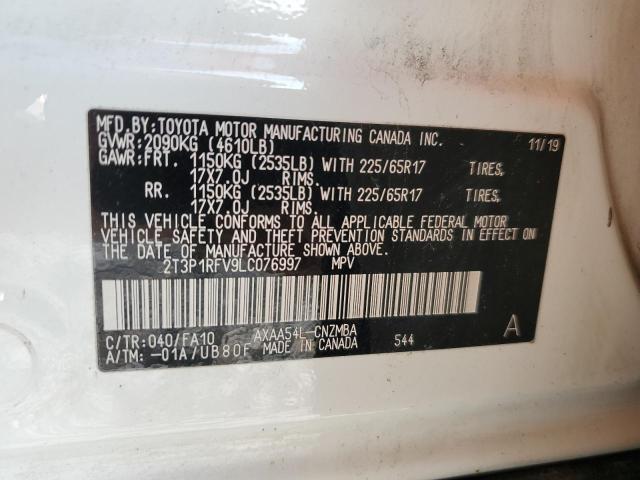 MFD.BY:TOYOTA MOTOR MANUFACTURING CANADA INC.
GVWR:2090KG (4610LB) 11/19
GAWR:FRT. 1150KG (2535LB) WITH 225/65R17 TIRES,
17X7.0J RIMS.
RR. 1150KG (2535LB) WITH 225/65R17 TIRES,
17X7.0J RIMS.
THIS VEHICLE CONFORMS TO ALL APPLICABLE FEDERAL MOTOR
VEHICLE SAFETY AND THEFT PREVENTION STANDARDS IN EFFECT ON
THE DATE OF MANUFACTURE SHOWN ABOVE.
2T3P1RFV9LC076997 MPV
C/TR:040/FA10 AXAA54L-CNZMBA A
A/TM:-01A/UB80F MADE IN CANADA 544